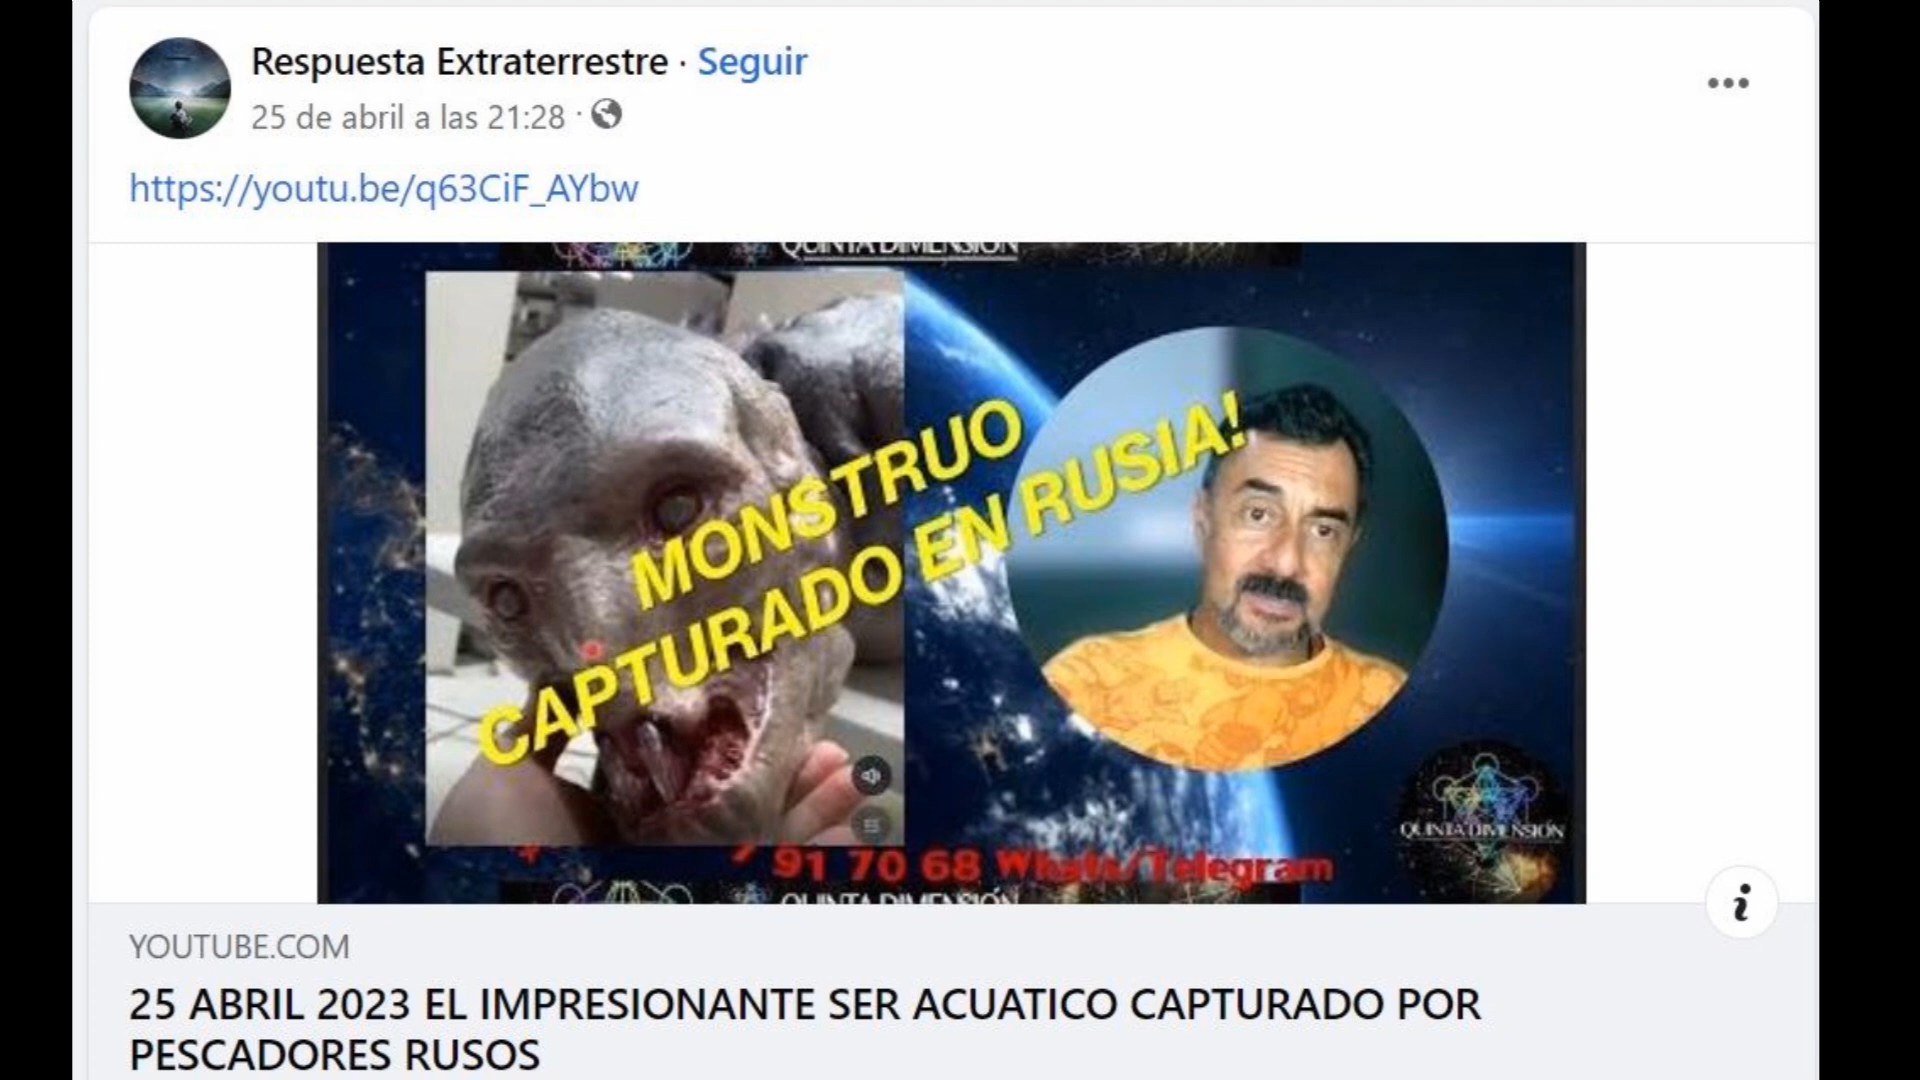 Respuesta Extraterrestre · Seguir
25 de abril a las 21:28 ·
https://youtu.be/q63CiF_AYbw
QUINTA DIMENSIÓN
MONSTRUO
CAPTURADO EN RUSIA!
QUINTA DIMENSIÓN
91 70 68 Whats/Telegram
QUINTA DIMENSIÓN
YOUTUBE.COM
25 ABRIL 2023 EL IMPRESIONANTE SER ACUATICO CAPTURADO POR
PESCADORES RUSOS